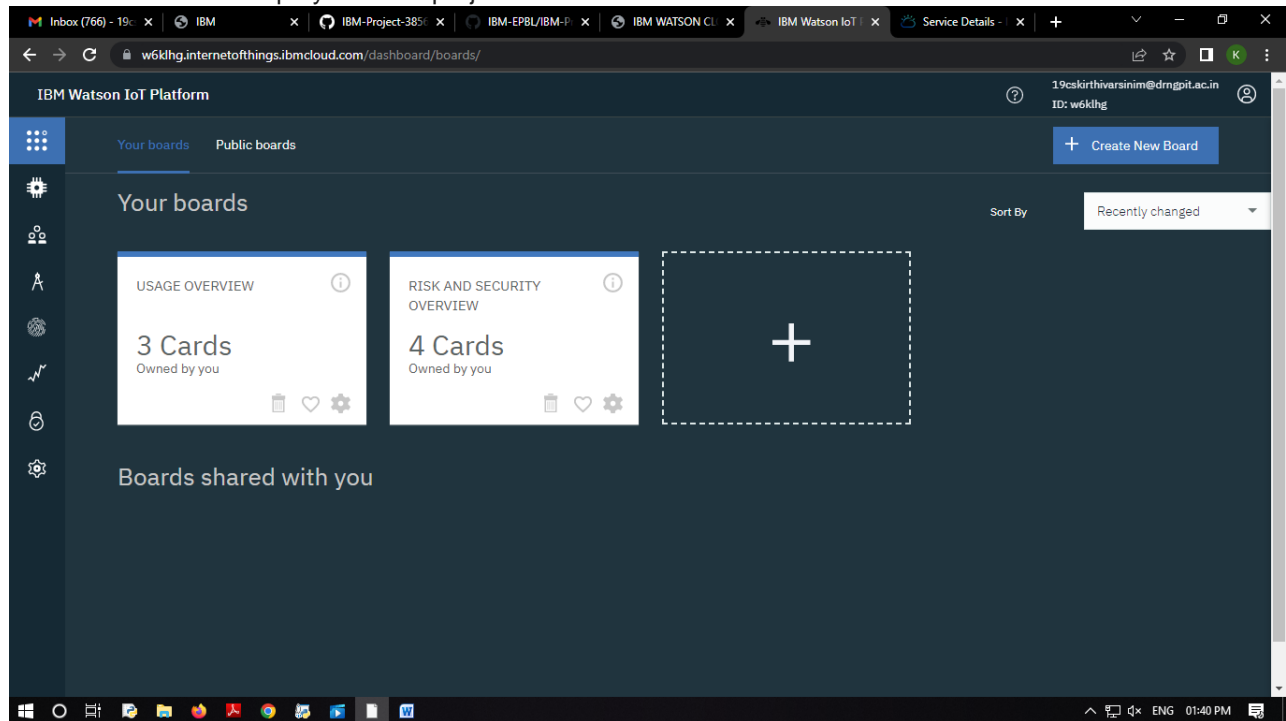 Inbox (766) - 19c
IBM
IBM-Project-3856
IBM-EPBL/IBM-P
IBM WATSON CL
IBM Watson IoT P
Service Details -
w6klhg.internetofthings.ibmcloud.com/dashboard/boards/
K
IBM Watson IoT Platform
19cskirthivarsinim@drngpit.ac.in
ID: w6klhg
Your boards Public boards
+ Create New Board
Your boards
Sort By Recently changed
USAGE OVERVIEW
3 Cards
Owned by you
RISK AND SECURITY
OVERVIEW
4 Cards
Owned by you
Boards shared with you
ENG 01:40 PM